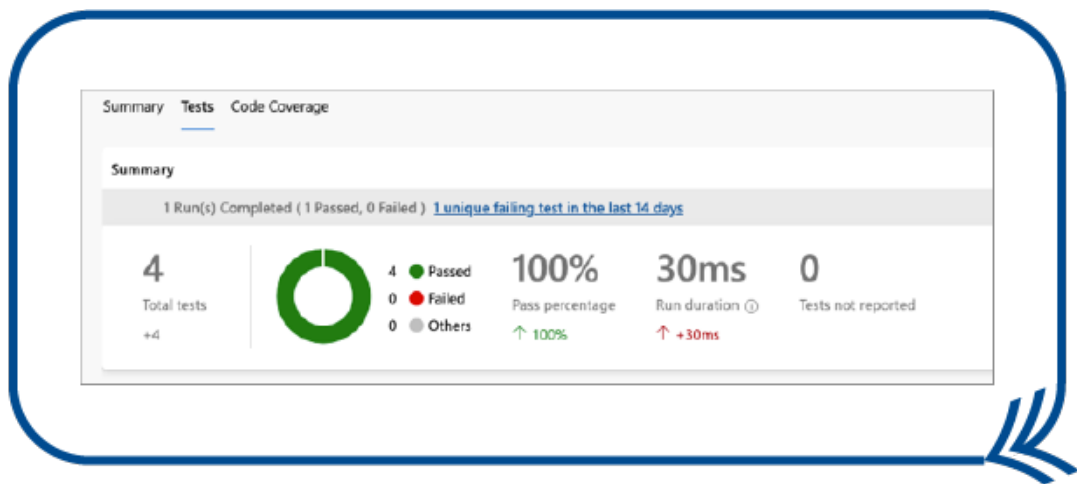 Summary Tests Code Coverage
Summary
1 Run(s) Completed ( 1 Passed, 0 Failed ) 1 unique failing test in the last 14 days
4
Total tests
+4
4 Passed
0 Failed
0 Others
100%
Pass percentage
↑ 100%
30ms
Run duration
↑ +30ms
0
Tests not reported